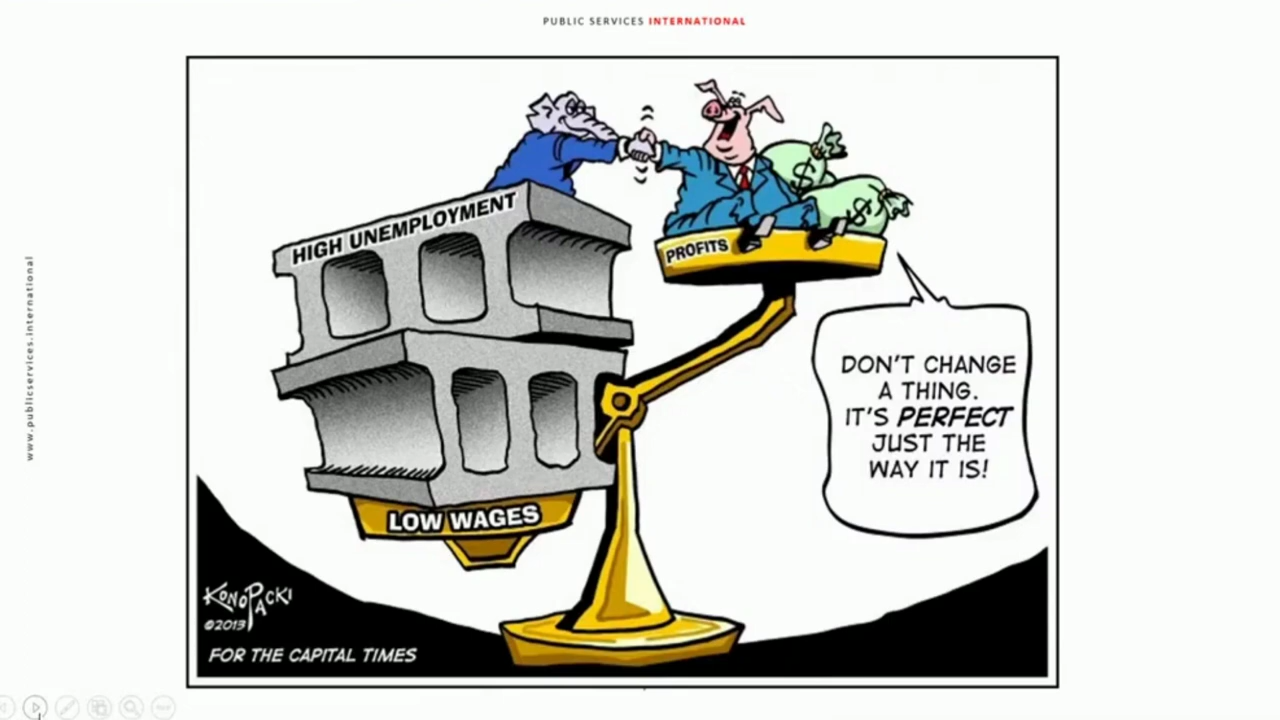 PUBLIC SERVICES INTERNATIONAL
www.publicservices.international
HIGH UNEMPLOYMENT
PROFITS
$
$
DON'T CHANGE
A THING.
IT'S PERFECT
JUST THE
WAY IT IS!
LOW WAGES
KONOPACKI
©2013
FOR THE CAPITAL TIMES